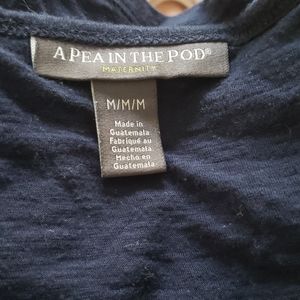 A PEA IN THE POD®
MATERNITY
M/M/M
Made in
Guatemala
Fabriqué au
Guatemala
Hecho en
Guatemala